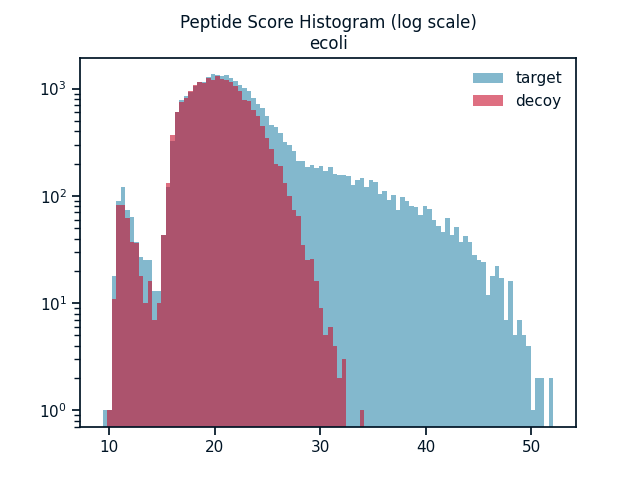 Peptide Score Histogram (log scale)
ecoli
target
decoy
10³
10²
10¹
10⁰
10 20 30 40 50